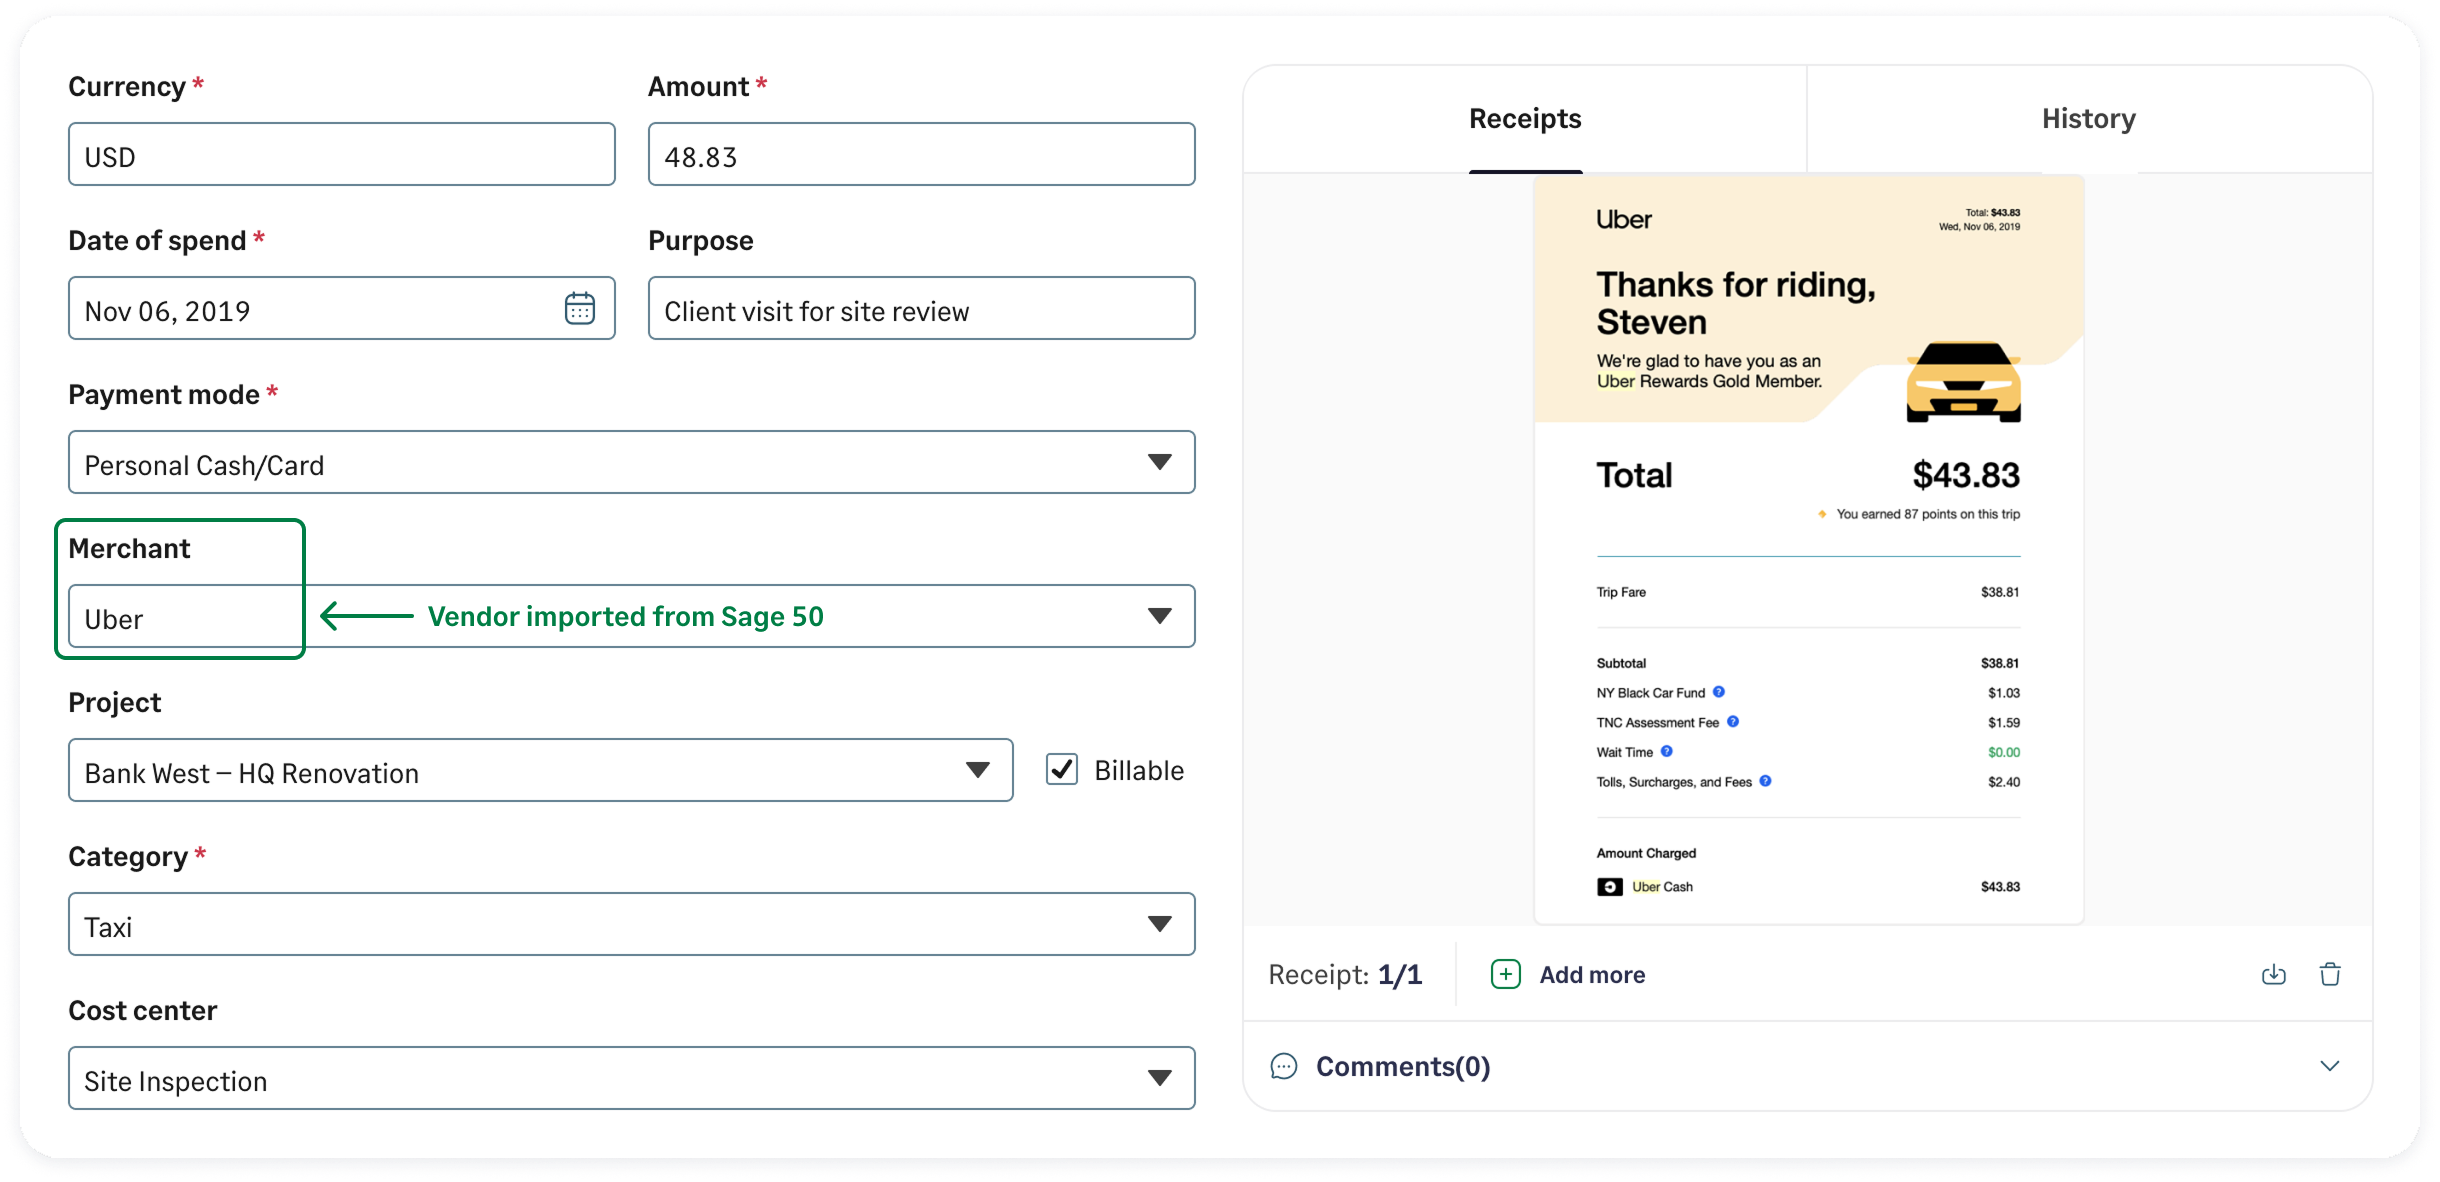 Currency *
USD
Amount *
48.83
Date of spend *
Nov 06, 2019
Purpose
Client visit for site review
Payment mode *
Personal Cash/Card
Merchant
Uber
Vendor imported from Sage 50
Project
Bank West – HQ Renovation
Billable
Category *
Taxi
Cost center
Site Inspection
Receipts
History
Uber
Total: $43.83
Wed, Nov 06, 2019
Thanks for riding,
Steven
We're glad to have you as an
Uber Rewards Gold Member.
Total $43.83
You earned 87 points on this trip
Trip Fare $38.81
Subtotal $38.81
NY Black Car Fund ? $1.03
TNC Assessment Fee ? $1.59
Wait Time ? $0.00
Tolls, Surcharges, and Fees ? $2.40
Amount Charged
Uber Cash $43.83
Receipt: 1/1
Add more
Comments(0)